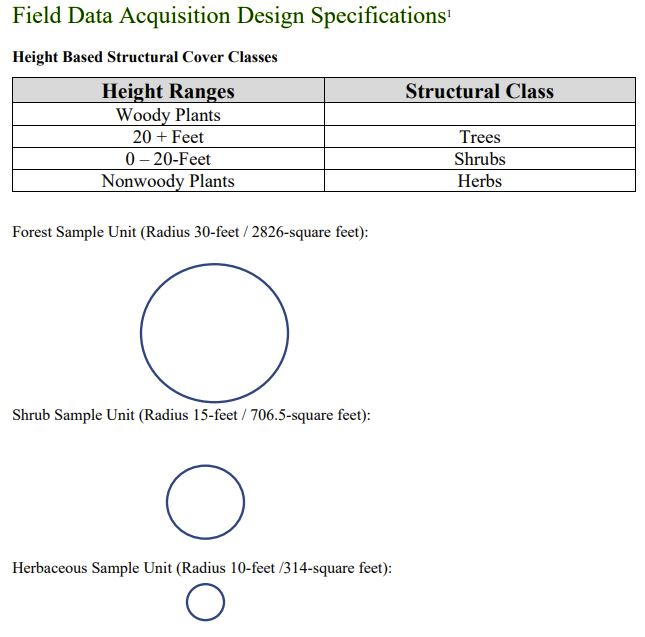 Field Data Acquisition Design Specifications¹
Height Based Structural Cover Classes
Height Ranges Structural Class
Woody Plants
20 + Feet Trees
0 – 20-Feet Shrubs
Nonwoody Plants Herbs
Forest Sample Unit (Radius 30-feet / 2826-square feet):
Shrub Sample Unit (Radius 15-feet / 706.5-square feet):
Herbaceous Sample Unit (Radius 10-feet /314-square feet):